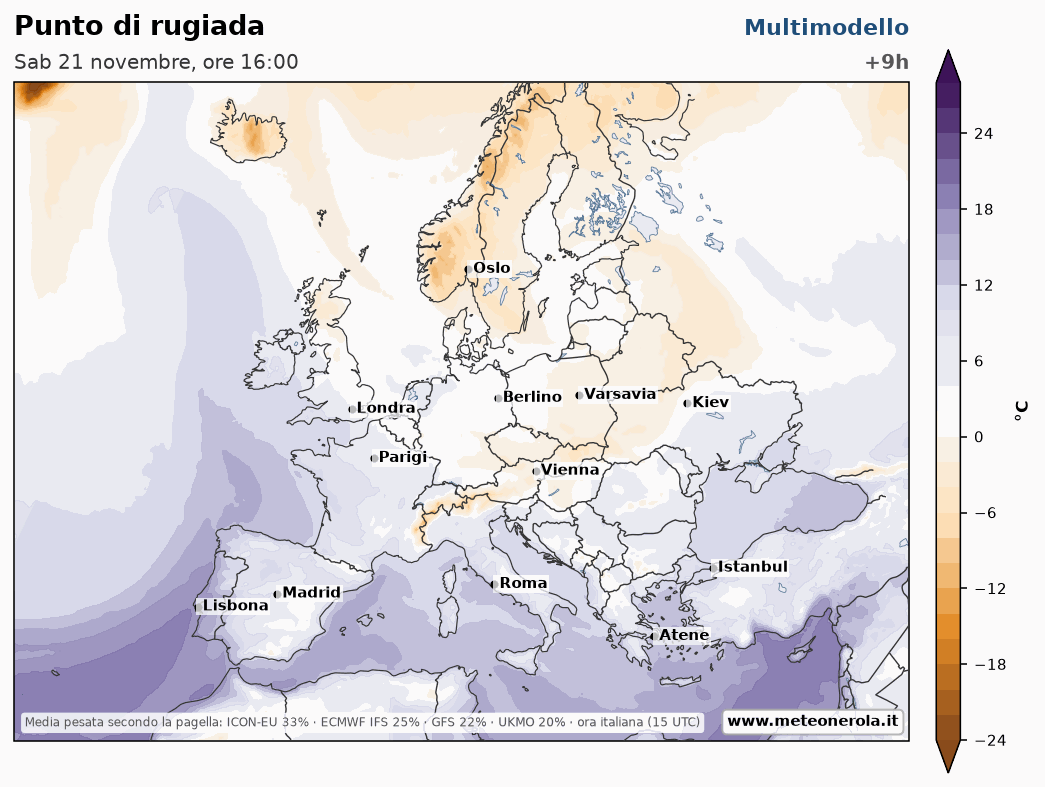 Punto di rugiada
Multimodello
Sab 21 novembre, ore 16:00
+9h
Oslo
Londra
Berlino
Varsavia
Kiev
Parigi
Vienna
Istanbul
Roma
Madrid
Lisbona
Atene
24
18
12
6
0
−6
−12
−18
−24
°C
Media pesata secondo la pagella: ICON-EU 33% · ECMWF IFS 25% · GFS 22% · UKMO 20% · ora italiana (15 UTC)
www.meteonerola.it